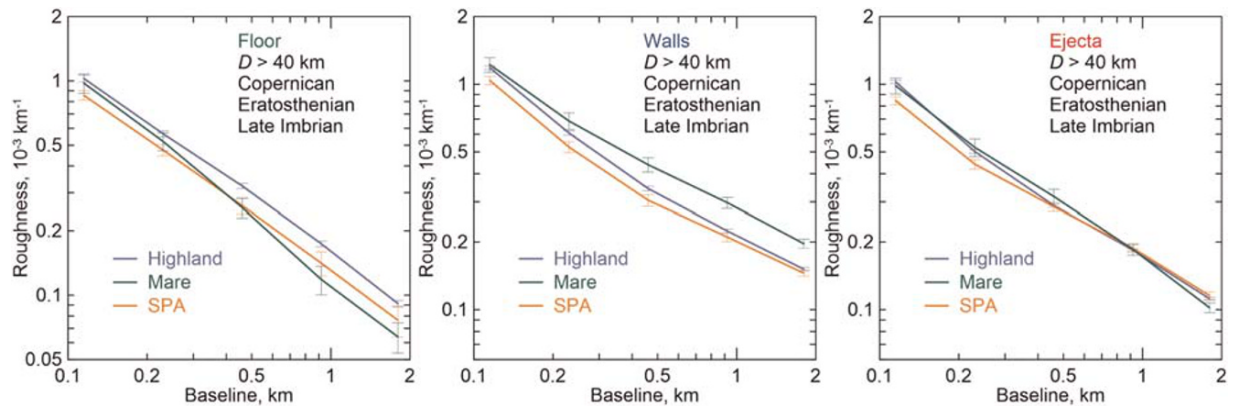 2
1
0.5
0.2
0.1
0.05
Roughness, 10⁻³ km⁻¹
Floor
D > 40 km
Copernican
Eratosthenian
Late Imbrian
Highland
Mare
SPA
0.1 0.2 0.5 1 2
Baseline, km
2
1
0.5
0.2
0.1
Roughness, 10⁻³ km⁻¹
Walls
D > 40 km
Copernican
Eratosthenian
Late Imbrian
Highland
Mare
SPA
0.1 0.2 0.5 1 2
Baseline, km
2
1
0.5
0.2
0.1
Roughness, 10⁻³ km⁻¹
Ejecta
D > 40 km
Copernican
Eratosthenian
Late Imbrian
Highland
Mare
SPA
0.1 0.2 0.5 1 2
Baseline, km